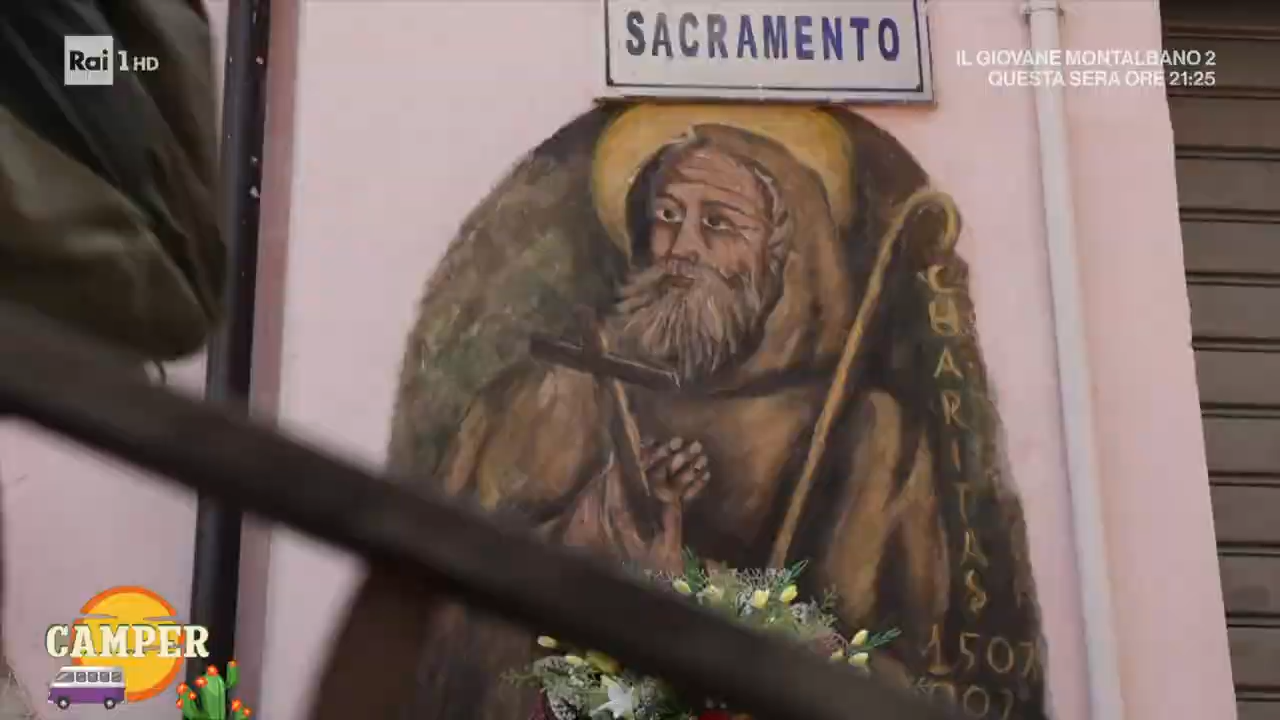 Rai 1 HD
SACRAMENTO
IL GIOVANE MONTALBANO 2
QUESTA SERA ORE 21:25
CHARITAS
1507
CAMPER